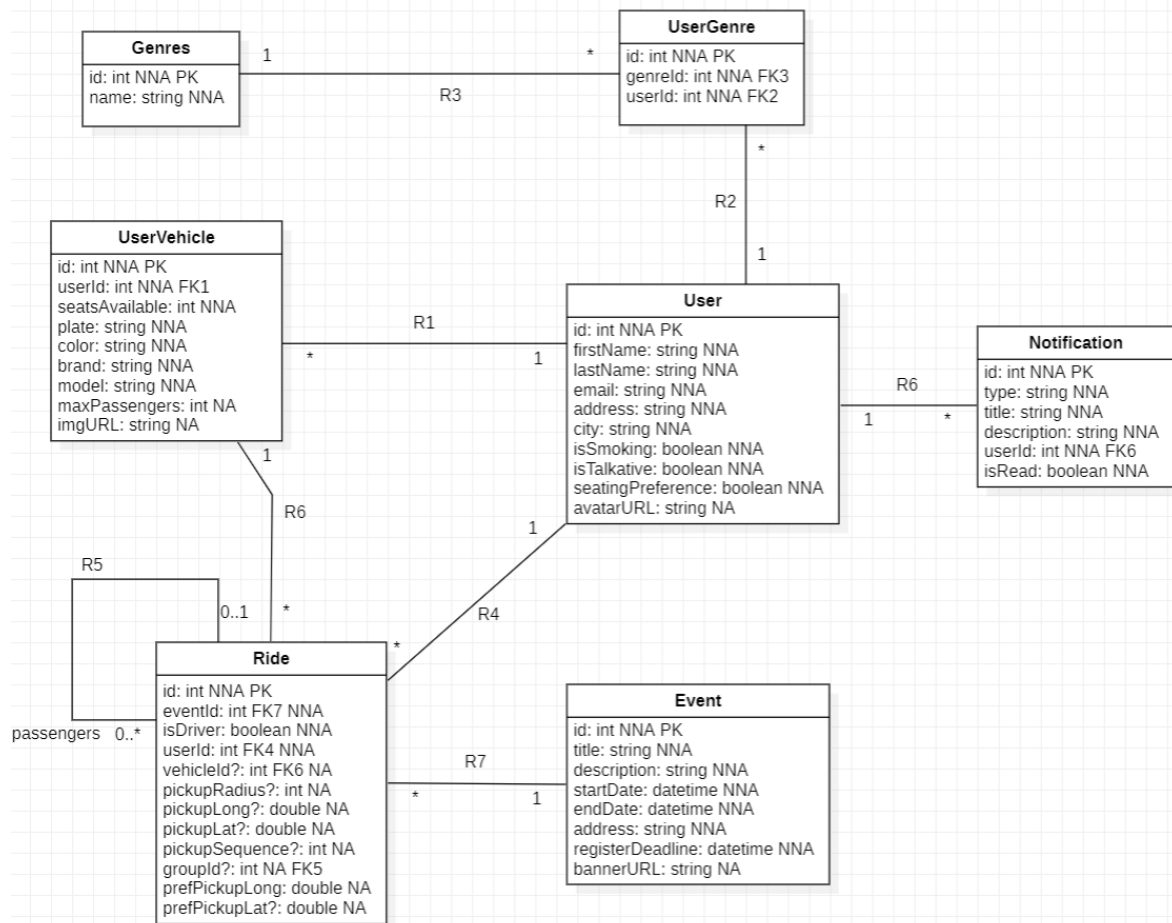 Genres
id: int NNA PK
name: string NNA
1
*
R3
UserGenre
id: int NNA PK
genreId: int NNA FK3
userId: int NNA FK2
*
R2
1
UserVehicle
id: int NNA PK
userId: int NNA FK1
seatsAvailable: int NNA
plate: string NNA
color: string NNA
brand: string NNA
model: string NNA
maxPassengers: int NA
imgURL: string NA
R1
*
1
User
id: int NNA PK
firstName: string NNA
lastName: string NNA
email: string NNA
address: string NNA
city: string NNA
isSmoking: boolean NNA
isTalkative: boolean NNA
seatingPreference: boolean NNA
avatarURL: string NA
R6
1
*
Notification
id: int NNA PK
type: string NNA
title: string NNA
description: string NNA
userId: int NNA FK6
isRead: boolean NNA
1
R6
*
R5
0..1
passengers
0..*
1
R4
*
Ride
id: int NNA PK
eventId: int FK7 NNA
isDriver: boolean NNA
userId: int FK4 NNA
vehicleId?: int FK6 NA
pickupRadius?: int NA
pickupLong?: double NA
pickupLat?: double NA
pickupSequence?: int NA
groupId?: int NA FK5
prefPickupLong: double NA
prefPickupLat?: double NA
R7
*
1
Event
id: int NNA PK
title: string NNA
description: string NNA
startDate: datetime NNA
endDate: datetime NNA
address: string NNA
registerDeadline: datetime NNA
bannerURL: string NA